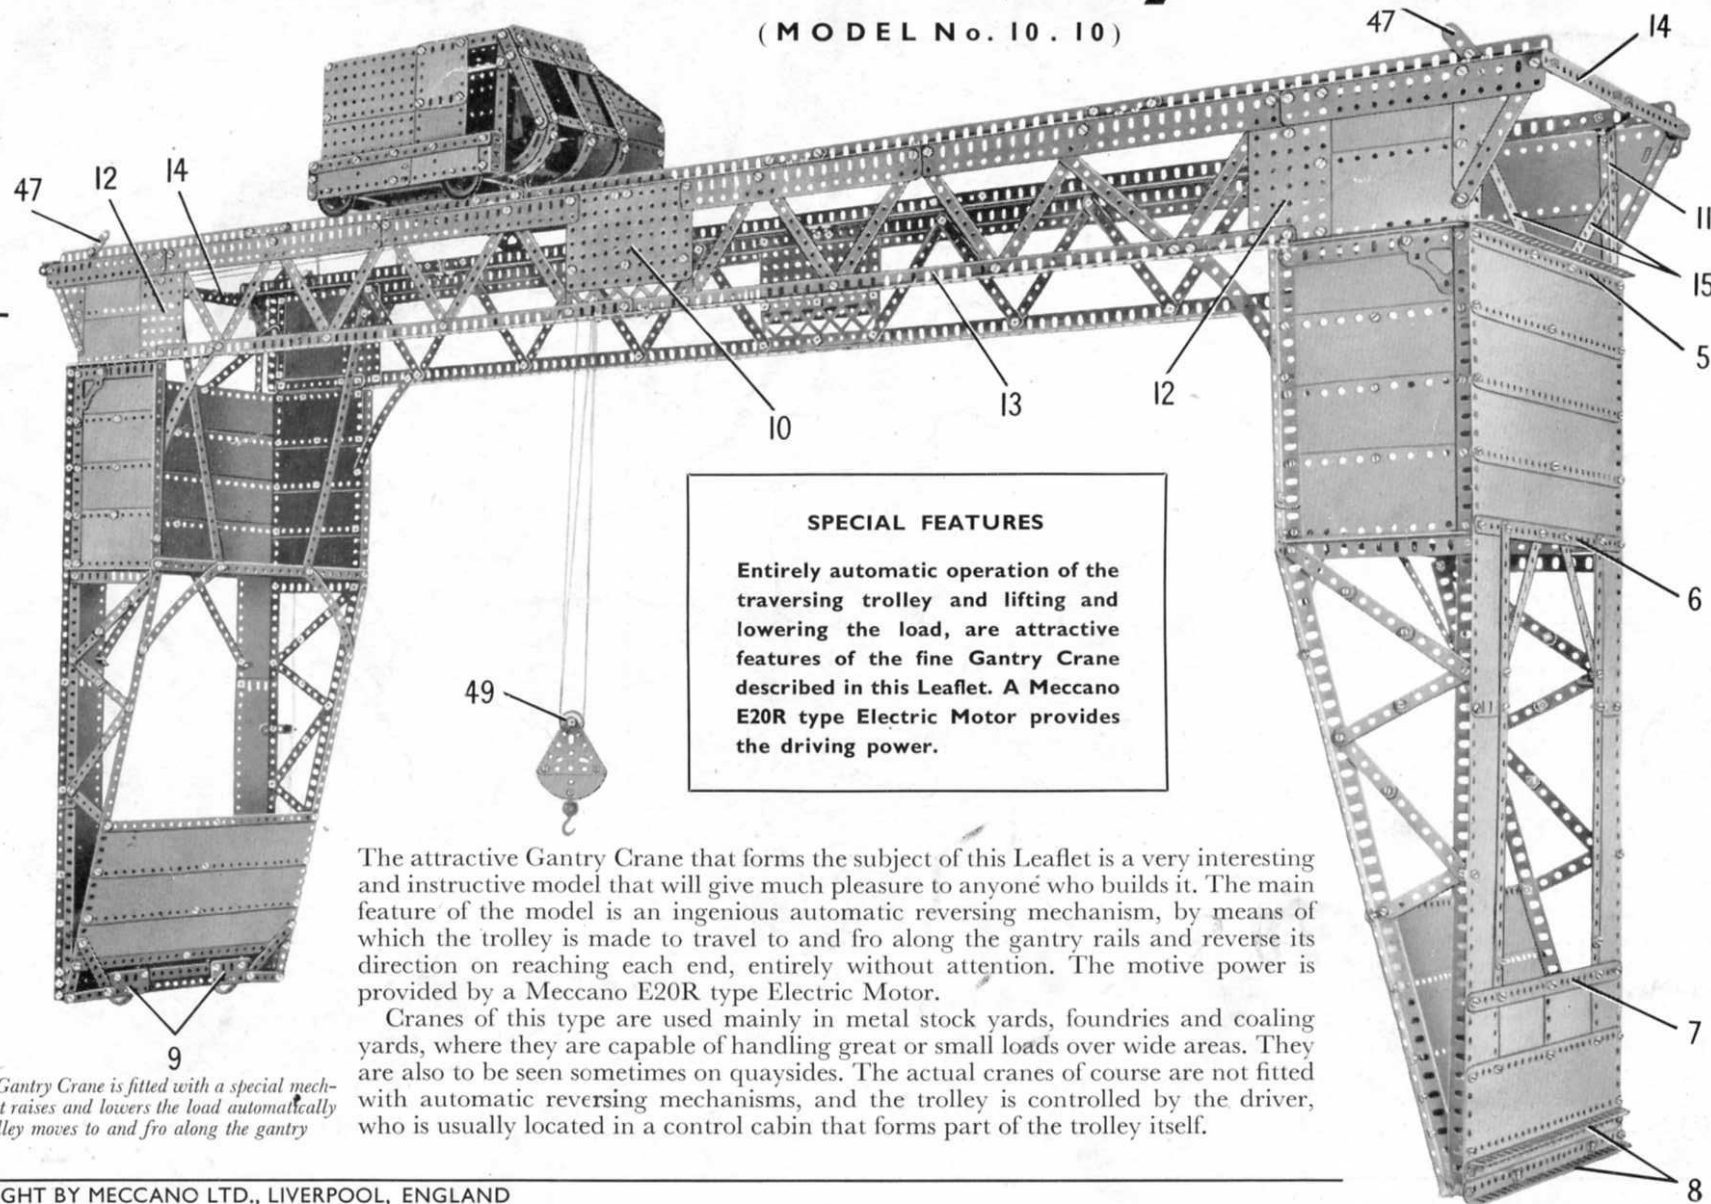 (MODEL No. 10.10)
47
14
47
12
14
11
15
5
12
13
10
6
49
7
9
8
SPECIAL FEATURES
Entirely automatic operation of the
traversing trolley and lifting and
lowering the load, are attractive
features of the fine Gantry Crane
described in this Leaflet. A Meccano
E20R type Electric Motor provides
the driving power.
The attractive Gantry Crane that forms the subject of this Leaflet is a very interesting
and instructive model that will give much pleasure to anyone who builds it. The main
feature of the model is an ingenious automatic reversing mechanism, by means of
which the trolley is made to travel to and fro along the gantry rails and reverse its
direction on reaching each end, entirely without attention. The motive power is
provided by a Meccano E20R type Electric Motor.
Cranes of this type are used mainly in metal stock yards, foundries and coaling
yards, where they are capable of handling great or small loads over wide areas. They
are also to be seen sometimes on quaysides. The actual cranes of course are not fitted
with automatic reversing mechanisms, and the trolley is controlled by the driver,
who is usually located in a control cabin that forms part of the trolley itself.
Gantry Crane is fitted with a special mech-
t raises and lowers the load automatically
ley moves to and fro along the gantry
GHT BY MECCANO LTD., LIVERPOOL, ENGLAND